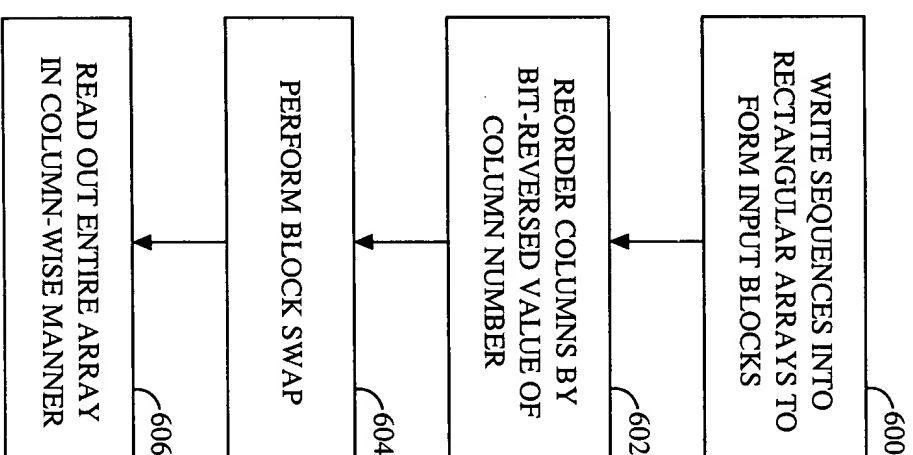 WRITE SEQUENCES INTO
RECTANGULAR ARRAYS TO
FORM INPUT BLOCKS
600
REORDER COLUMNS BY
BIT-REVERSED VALUE OF
COLUMN NUMBER
602
PERFORM BLOCK SWAP
604
READ OUT ENTIRE ARRAY
IN COLUMN-WISE MANNER
606